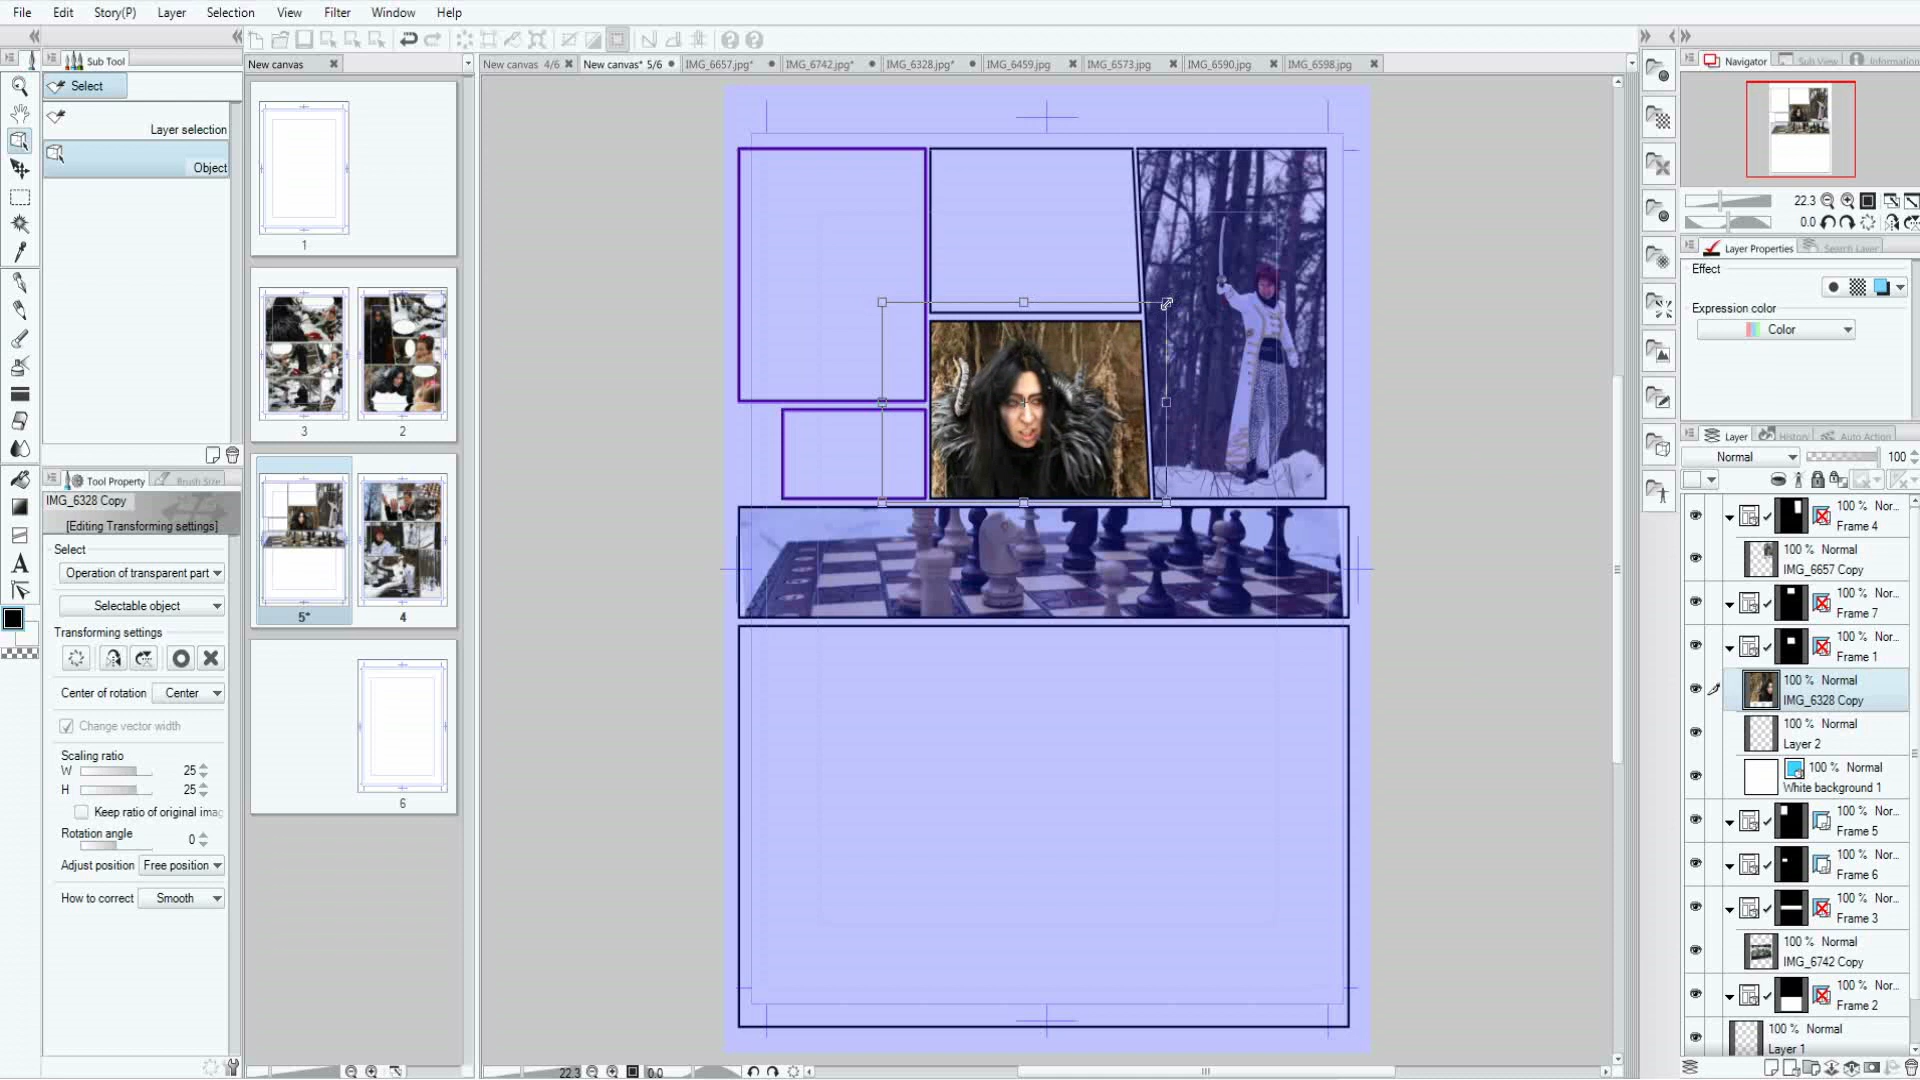 File Edit Story(P) Layer Selection View Filter Window Help
Sub Tool
Select
Layer selection
Object
New canvas
1
3 2
5* 4
6
New canvas 4/6
New canvas* 5/6
IMG_6657.jpg*
IMG_6742.jpg*
IMG_6328.jpg*
IMG_6459.jpg
IMG_6573.jpg
IMG_6590.jpg
IMG_6598.jpg
Tool Property Brush Size
IMG_6328 Copy
[Editing Transforming settings]
Select
Operation of transparent part
Selectable object
Transforming settings
Center of rotation Center
Change vector width
Scaling ratio
W 25
H 25
Keep ratio of original imag
Rotation angle
0
Adjust position Free position
How to correct Smooth
22.3 0.0
Navigator Sub View Information
22.3
0.0
Layer Properties Search Layer
Effect
Expression color
Color
Layer History Auto Action
Normal 100
100 % Nor...
Frame 4
100 % Normal
IMG_6657 Copy
100 % Nor...
Frame 7
100 % Nor...
Frame 1
100 % Normal
IMG_6328 Copy
100 % Normal
Layer 2
100 % Normal
White background 1
100 % Nor...
Frame 5
100 % Nor...
Frame 6
100 % Nor...
Frame 3
100 % Normal
IMG_6742 Copy
100 % Nor...
Frame 2
100 % Normal
Layer 1